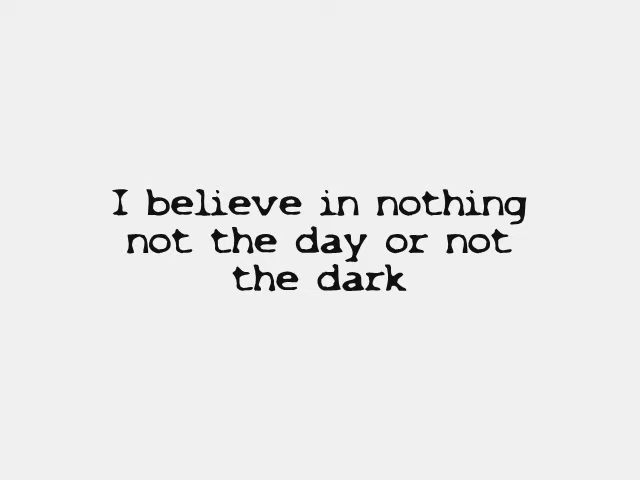 I believe in nothing
not the day or not
the dark